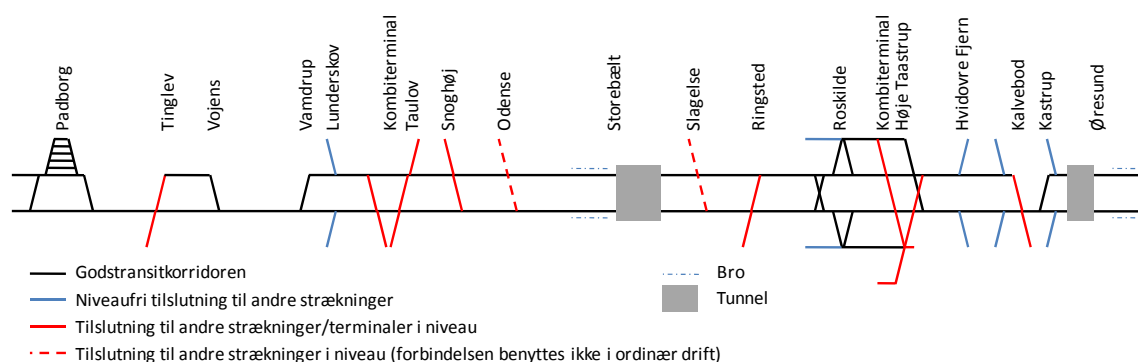 Padborg
Tinglev
Vojens
Vamdrup
Lunderskov
Kombiterminal
Taulov
Snoghøj
Odense
Storebælt
Slagelse
Ringsted
Roskilde
Kombiterminal
Høje Taastrup
Hvidovre Fjern
Kalvebod
Kastrup
Øresund
Godstransitkorridoren
Niveaufri tilslutning til andre strækninger
Tilslutning til andre strækninger/terminaler i niveau
Tilslutning til andre strækninger i niveau (forbindelsen benyttes ikke i ordinær drift)
Bro
Tunnel